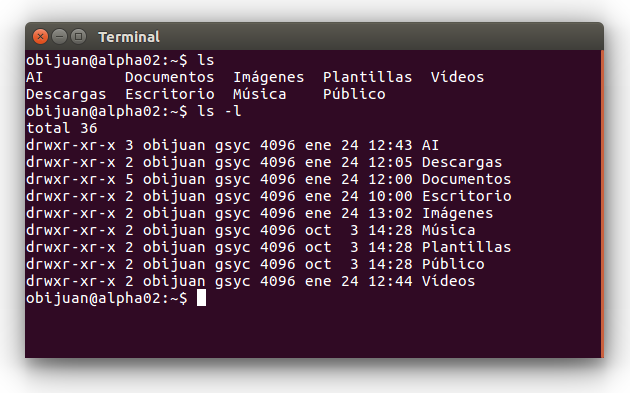 Terminal
obijuan@alpha02:~$ ls
AI         Documentos  Imágenes  Plantillas  Vídeos
Descargas  Escritorio  Música    Público
obijuan@alpha02:~$ ls -l
total 36
drwxr-xr-x 3 obijuan gsyc 4096 ene 24 12:43 AI
drwxr-xr-x 2 obijuan gsyc 4096 ene 24 12:05 Descargas
drwxr-xr-x 5 obijuan gsyc 4096 ene 24 12:00 Documentos
drwxr-xr-x 2 obijuan gsyc 4096 ene 24 10:00 Escritorio
drwxr-xr-x 2 obijuan gsyc 4096 ene 24 13:02 Imágenes
drwxr-xr-x 2 obijuan gsyc 4096 oct  3 14:28 Música
drwxr-xr-x 2 obijuan gsyc 4096 oct  3 14:28 Plantillas
drwxr-xr-x 2 obijuan gsyc 4096 oct  3 14:28 Público
drwxr-xr-x 2 obijuan gsyc 4096 ene 24 12:44 Vídeos
obijuan@alpha02:~$